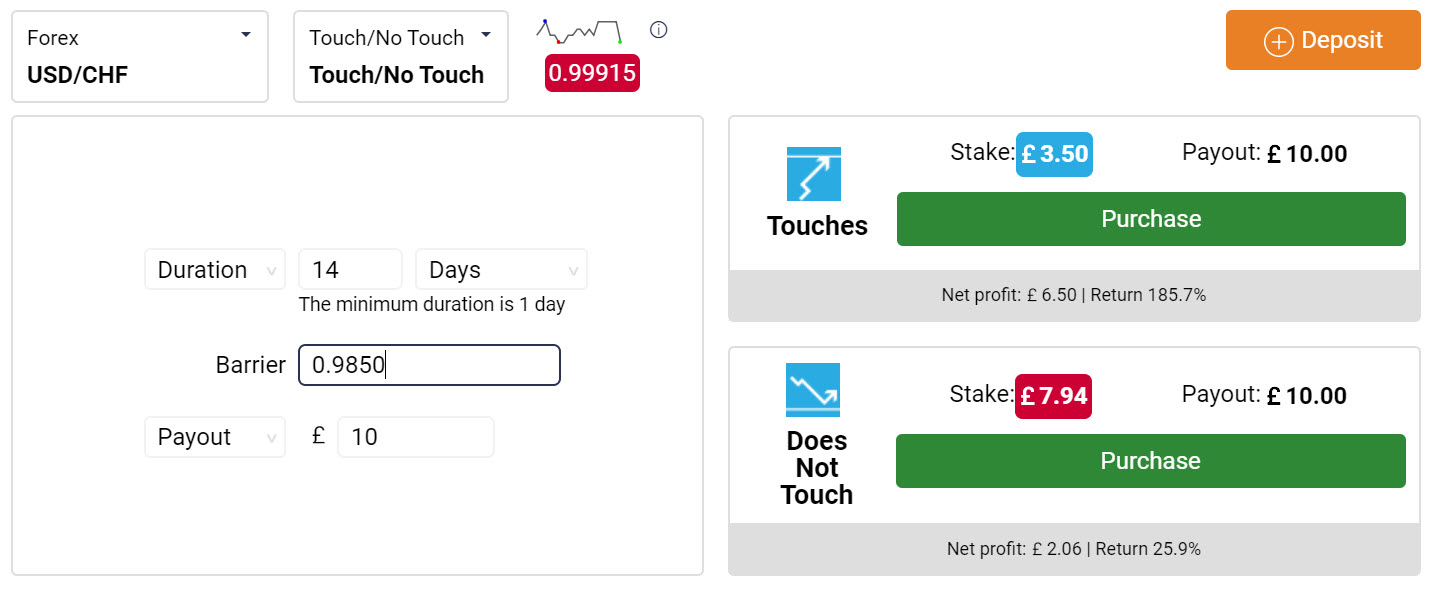 Forex
USD/CHF
Touch/No Touch
Touch/No Touch
0.99915
Deposit
Duration 14 Days
The minimum duration is 1 day
Barrier 0.9850
Payout £ 10
Stake: £ 3.50 Payout: £ 10.00
Touches
Purchase
Net profit: £ 6.50 | Return 185.7%
Stake: £ 7.94 Payout: £ 10.00
Does
Not
Touch
Purchase
Net profit: £ 2.06 | Return 25.9%